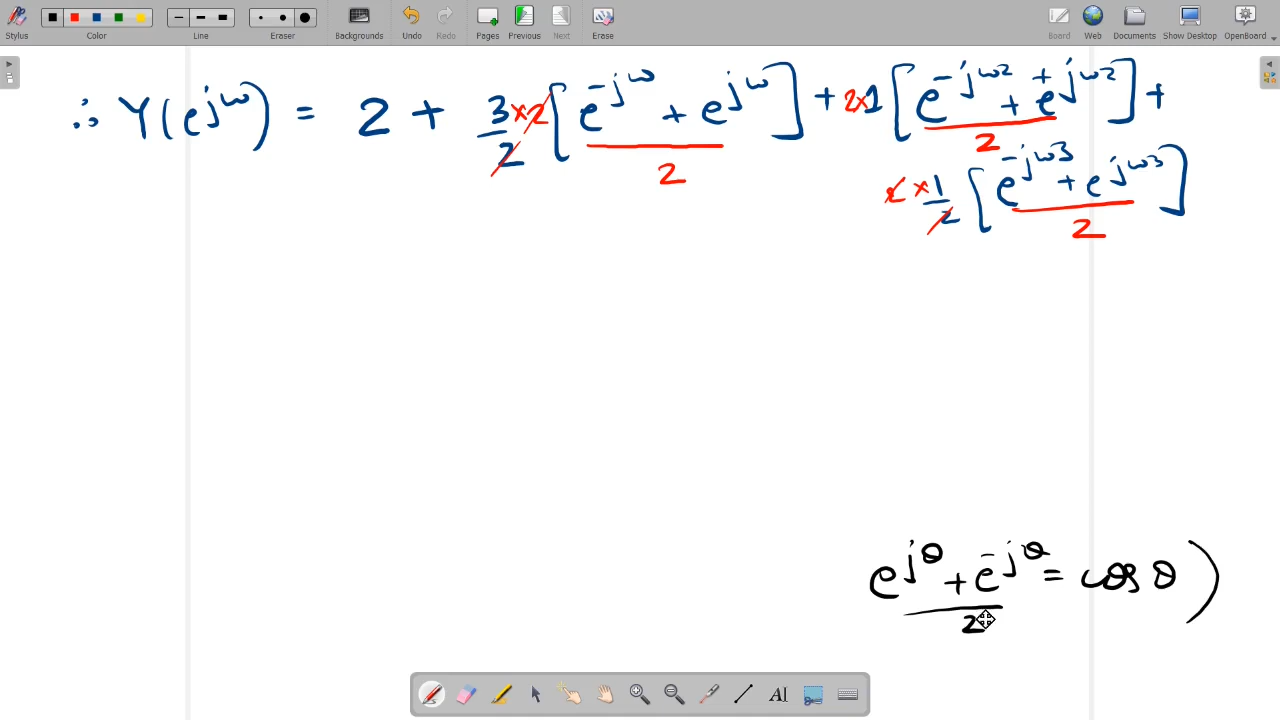 Stylus Color Line Eraser Backgrounds Undo Redo Pages Previous Next Erase Board Web Documents Show Desktop OpenBoard
∴ Y(e^{jω}) = 2 + 3/2 ×2 [ (e^{-jω} + e^{jω})/2 ] + 2×1 [ (e^{-jω2} + e^{+jω2})/2 ] +
2 × 1/2 [ (e^{-jω3} + e^{jω3})/2 ]
(e^{jθ} + e^{-jθ})/2 = cos θ )